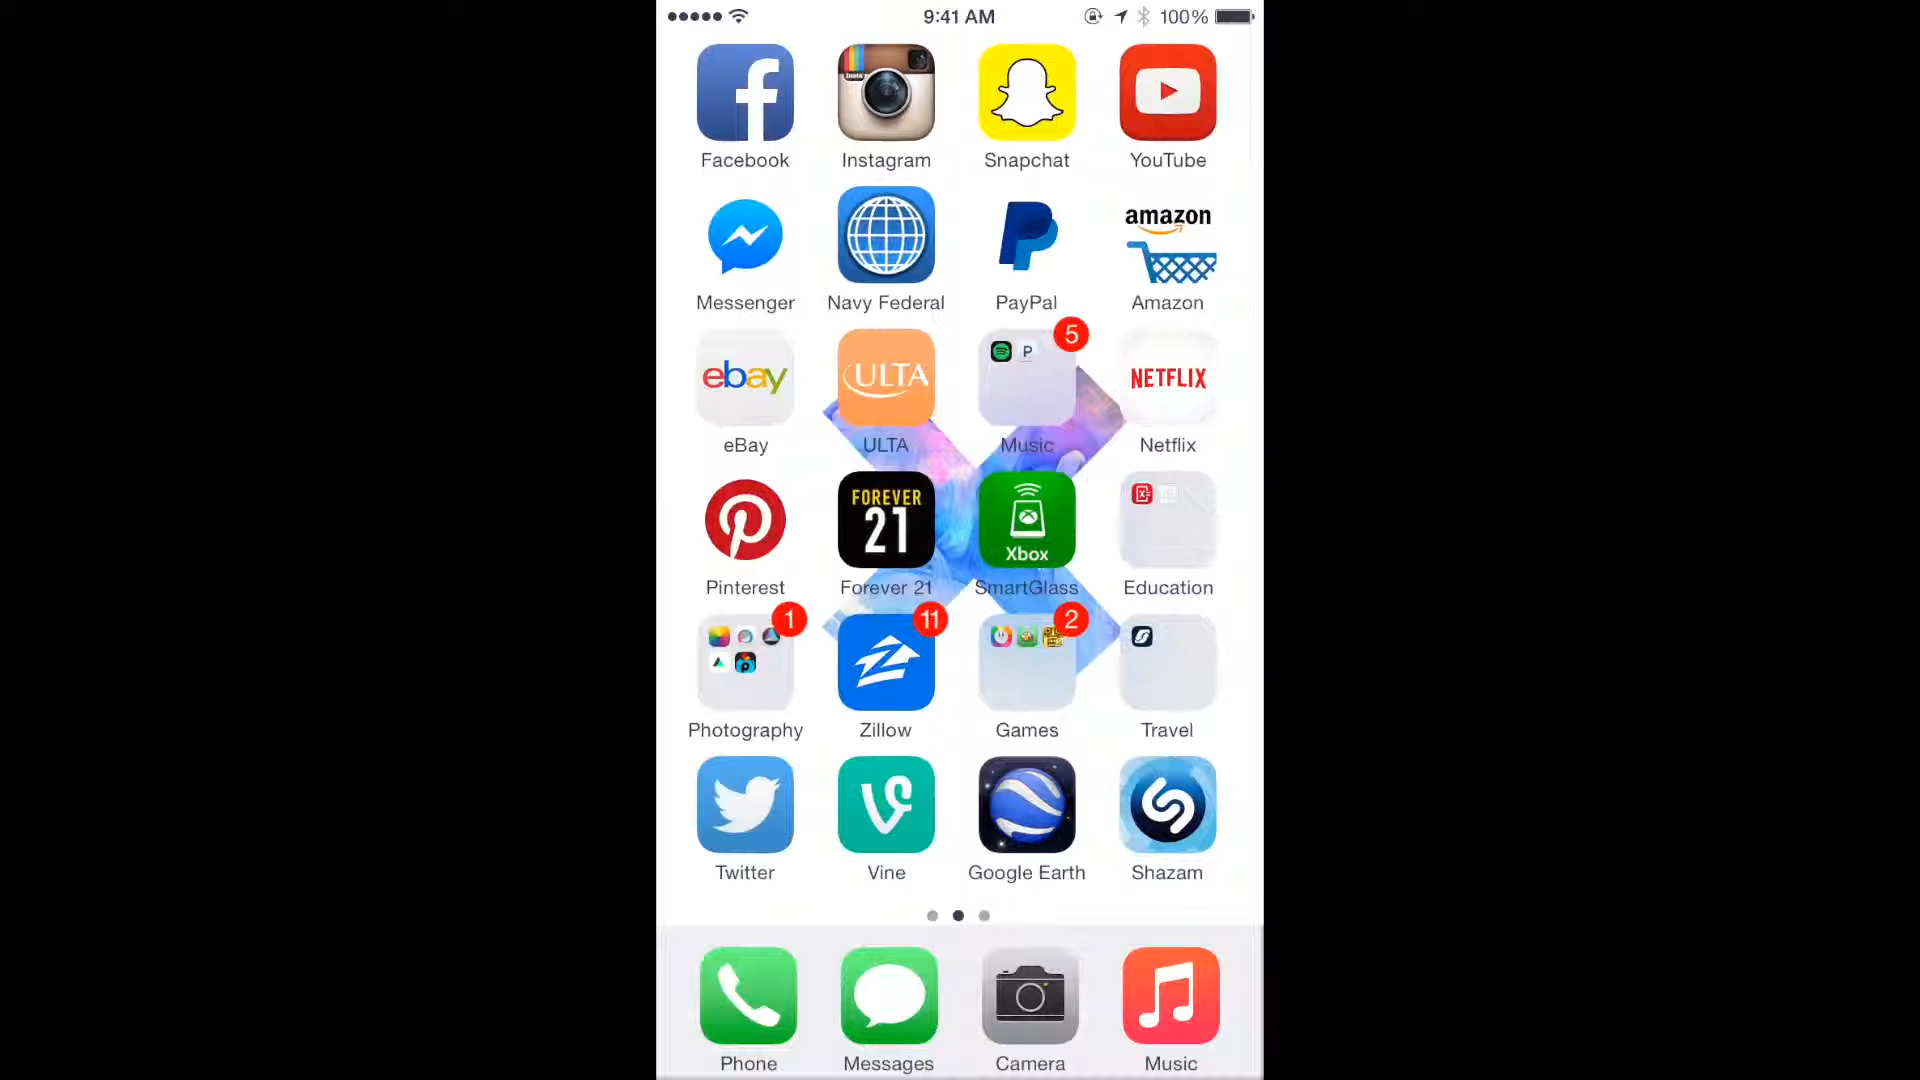 9:41 AM 100%
Insta
Facebook Instagram Snapchat YouTube
amazon
Messenger Navy Federal PayPal Amazon
5
ebay ULTA P NETFLIX
eBay ULTA Music Netflix
FOREVER
21
Xbox
Pinterest Forever 21 SmartGlass Education
1 11 2
Photography Zillow Games Travel
Twitter Vine Google Earth Shazam
Phone Messages Camera Music